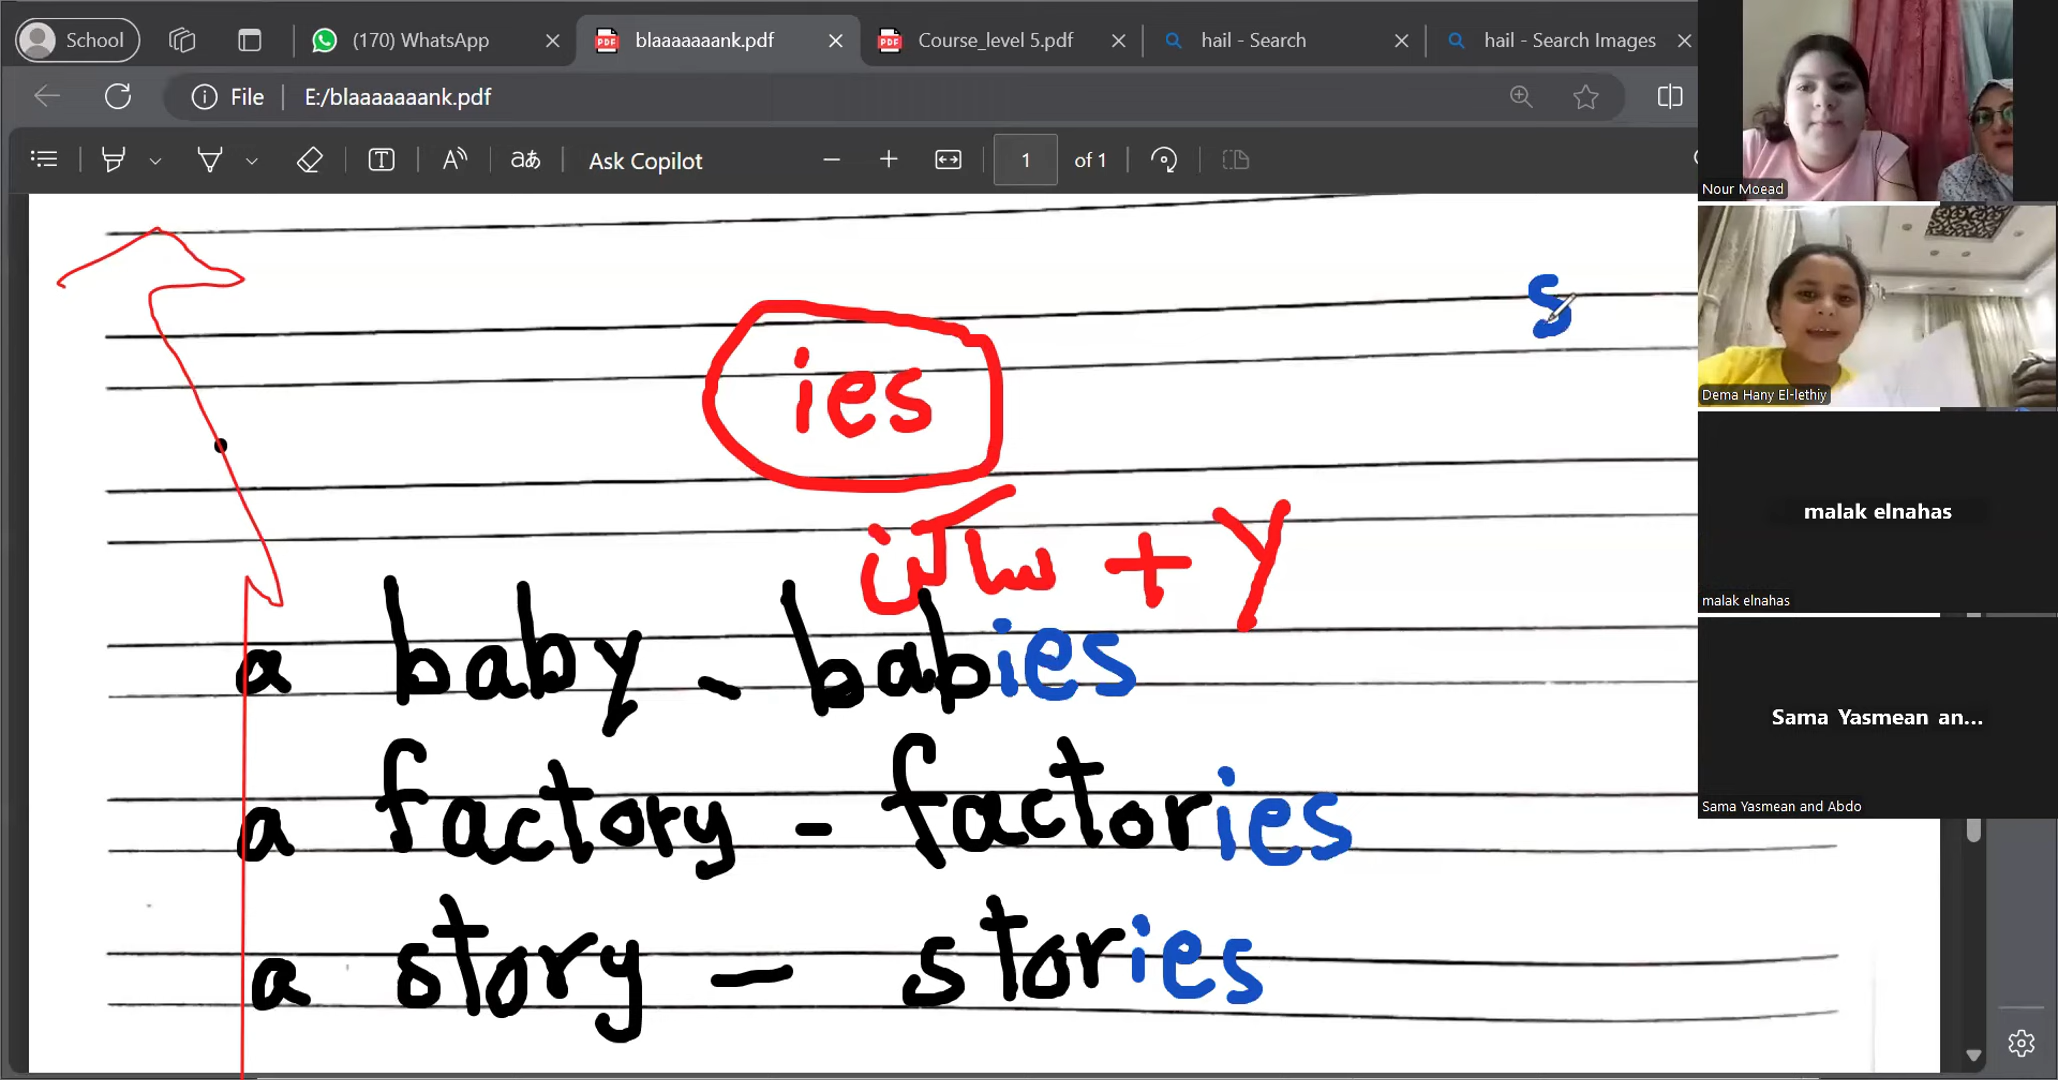 School
(170) WhatsApp
blaaaaaaank.pdf
Course_level 5.pdf
hail - Search
hail - Search Images
File
E:/blaaaaaaank.pdf
Ask Copilot
1 of 1
Nour Moead
Dema Hany El-lethiy
malak elnahas
malak elnahas
Sama Yasmean an...
Sama Yasmean and Abdo
s
ies
ساكن + y
a baby - babies
a factory - factories
a story - stories